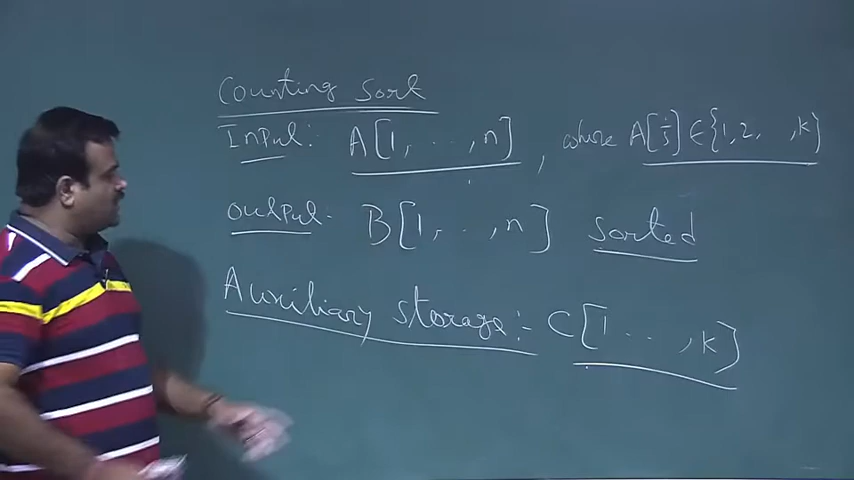 Counting Sort
Input: A[1, ..., n], where A[j] ∈ {1, 2, , k}
Output: B[1, .., n] sorted
Auxiliary storage:- C[1 .. , k]